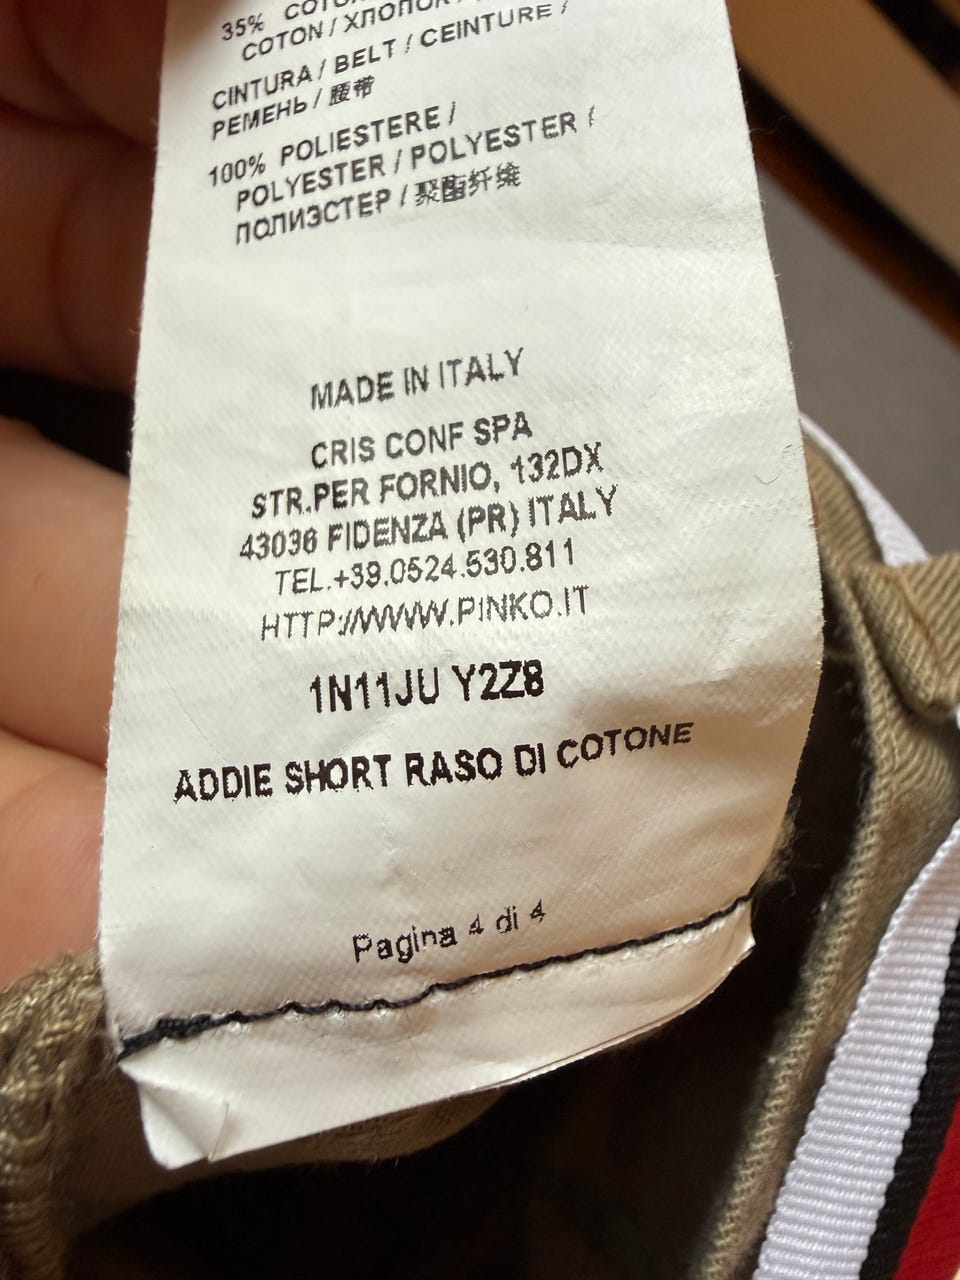 35%
COTON / ХЛОПОК /
CINTURA / BELT / CEINTURE /
РЕМЕНЬ / 腰带
100% POLIESTERE /
POLYESTER / POLYESTER /
ПОЛИЭСТЕР / 聚酯纤维
MADE IN ITALY
CRIS CONF SPA
STR.PER FORNIO, 132DX
43036 FIDENZA (PR) ITALY
TEL.+39.0524.530.811
HTTP://WWW.PINKO.IT
1N11JU Y2Z8
ADDIE SHORT RASO DI COTONE
Pagina 4 di 4